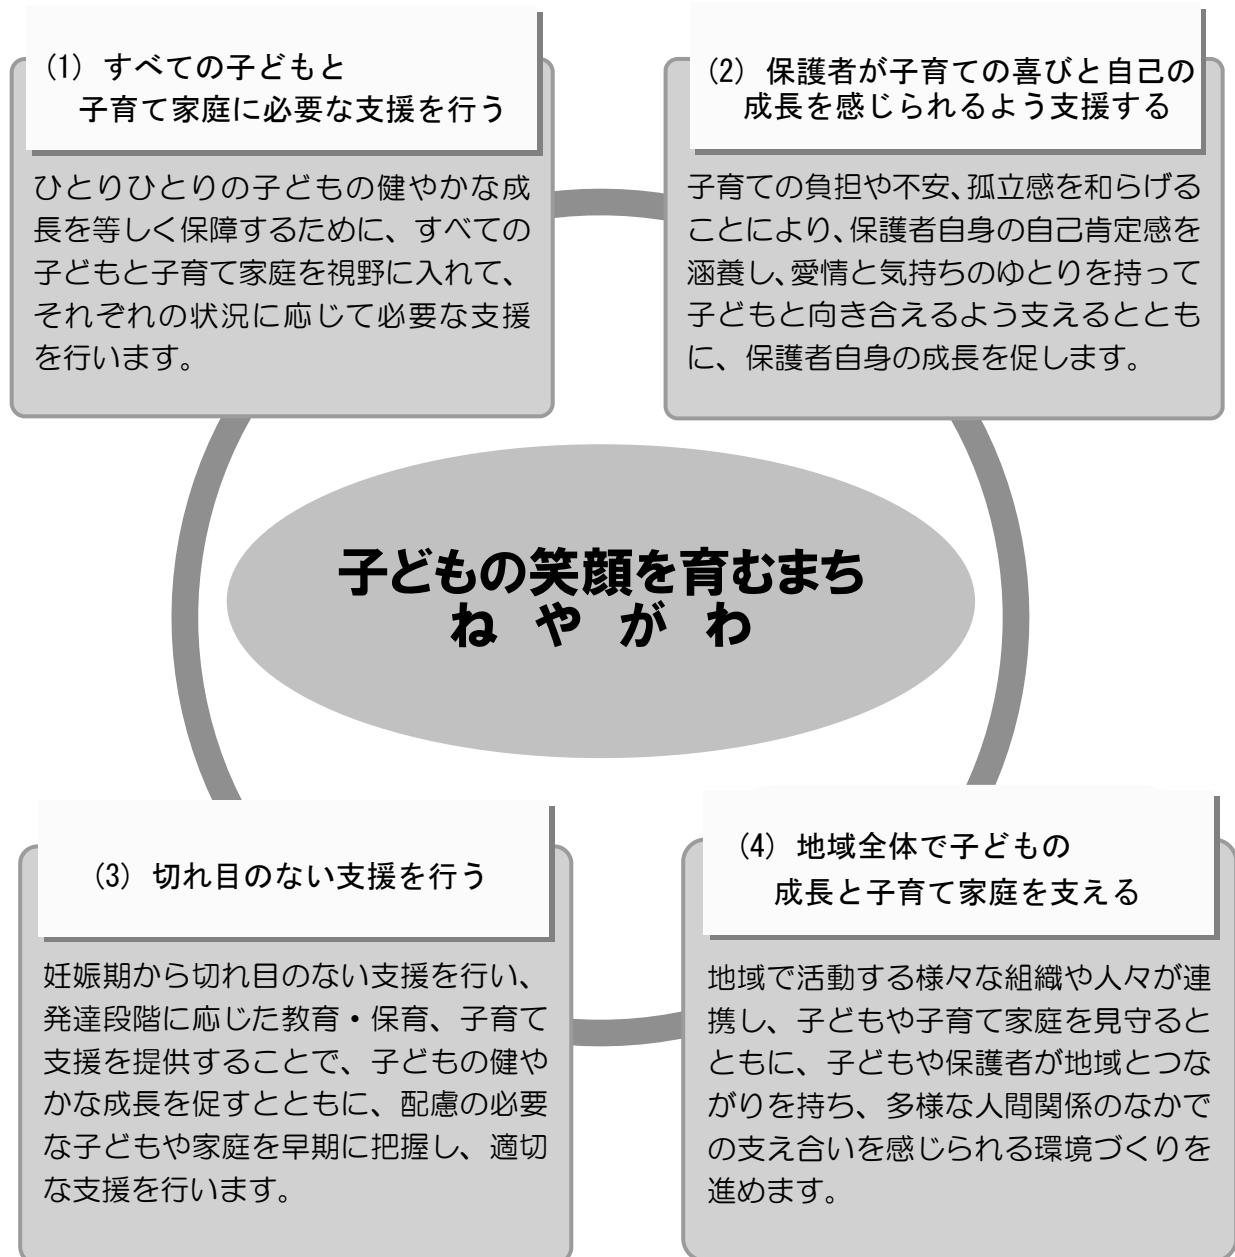 (1) すべての子どもと
子育て家庭に必要な支援を行う
ひとりひとりの子どもの健やかな成
長を等しく保障するために、すべての
子どもと子育て家庭を視野に入れて、
それぞれの状況に応じて必要な支援
を行います。
(2) 保護者が子育ての喜びと自己の
成長を感じられるよう支援する
子育ての負担や不安、孤立感を和らげる
ことにより、保護者自身の自己肯定感を
涵養し、愛情と気持ちのゆとりを持って
子どもと向き合えるよう支えるととも
に、保護者自身の成長を促します。
子どもの笑顔を育むまち
ね や が わ
(3) 切れ目のない支援を行う
妊娠期から切れ目のない支援を行い、
発達段階に応じた教育・保育、子育て
支援を提供することで、子どもの健や
かな成長を促すとともに、配慮の必要
な子どもや家庭を早期に把握し、適切
な支援を行います。
(4) 地域全体で子どもの
成長と子育て家庭を支える
地域で活動する様々な組織や人々が連
携し、子どもや子育て家庭を見守ると
ともに、子どもや保護者が地域とつな
がりを持ち、多様な人間関係のなかで
の支え合いを感じられる環境づくりを
進めます。